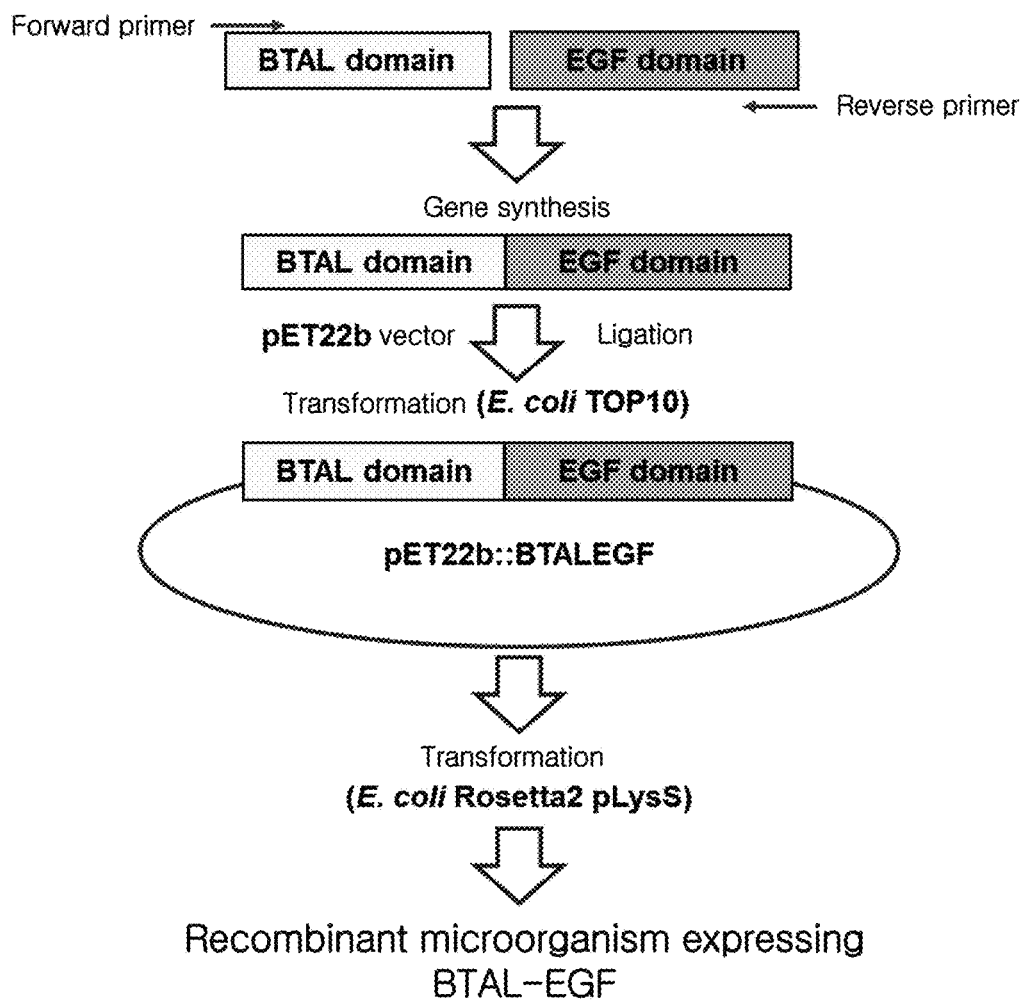 Forward primer
BTAL domain
EGF domain
Reverse primer
Gene synthesis
BTAL domain
EGF domain
pET22b vector
Ligation
Transformation (E. coli TOP10)
BTAL domain
EGF domain
pET22b::BTALEGF
Transformation
(E. coli Rosetta2 pLysS)
Recombinant microorganism expressing
BTAL-EGF